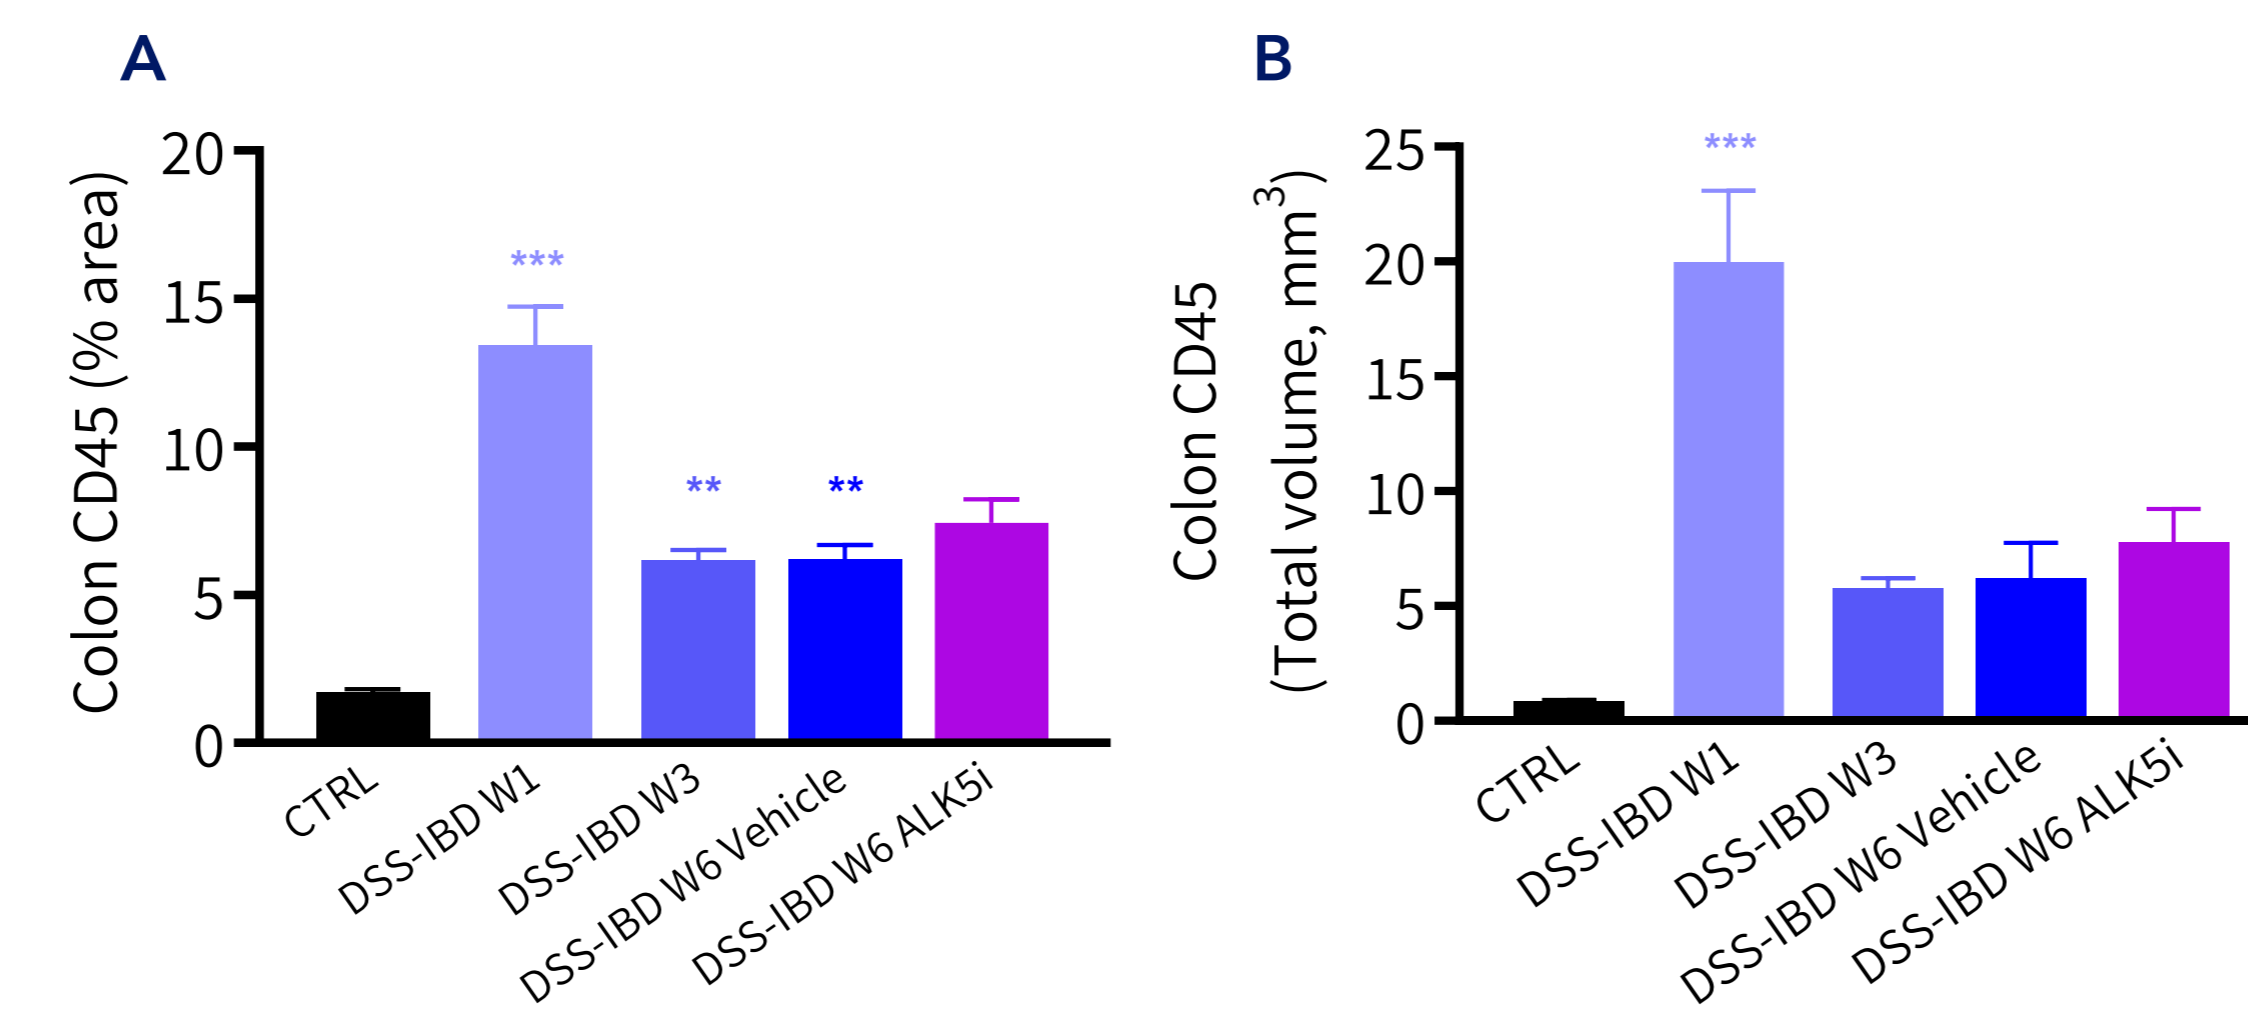 A
Colon CD45 (% area)
20
15
10
5
0
***
**
**
CTRL
DSS-IBD W1
DSS-IBD W3
DSS-IBD W6 Vehicle
DSS-IBD W6 ALK5i
B
Colon CD45
(Total volume, mm³)
25
20
15
10
5
0
***
CTRL
DSS-IBD W1
DSS-IBD W3
DSS-IBD W6 Vehicle
DSS-IBD W6 ALK5i